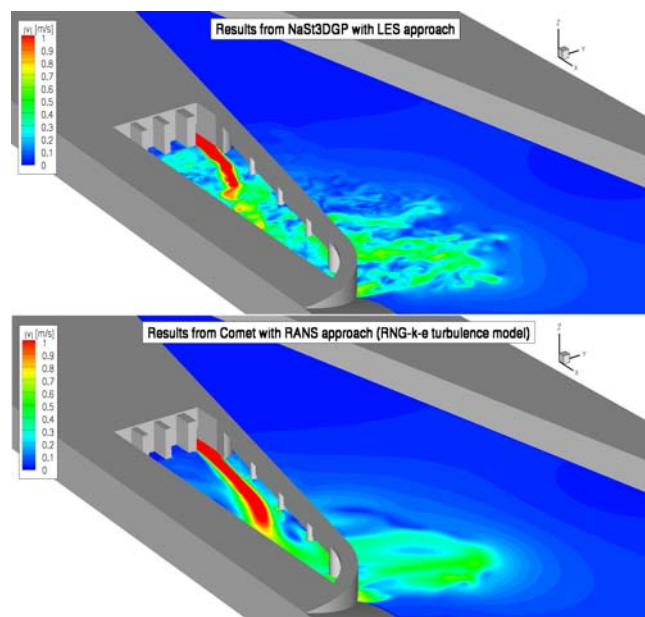 Results from NaSt3DGP with LES approach
|v| [m/s]
1
0.9
0.8
0.7
0.6
0.5
0.4
0.3
0.2
0.1
0
Z
Y
X
Results from Comet with RANS approach (RNG-k-e turbulence model)
|v| [m/s]
1
0.9
0.8
0.7
0.6
0.5
0.4
0.3
0.2
0.1
0
Z
Y
X